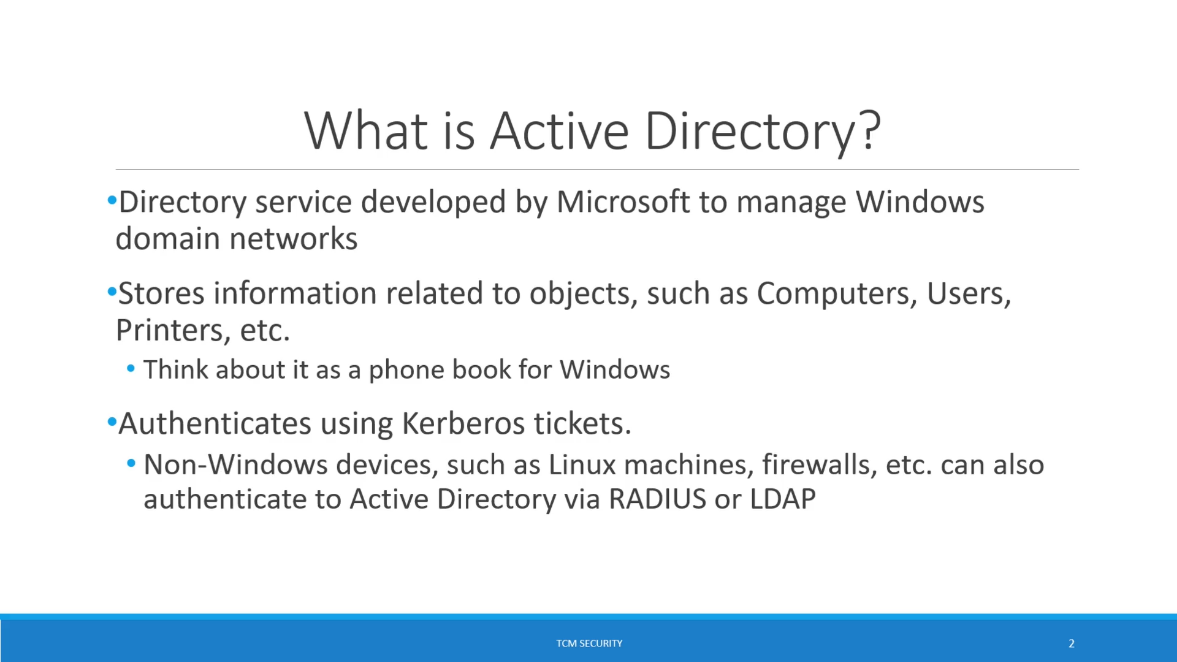 What is Active Directory?
•Directory service developed by Microsoft to manage Windows
domain networks
•Stores information related to objects, such as Computers, Users,
Printers, etc.
• Think about it as a phone book for Windows
•Authenticates using Kerberos tickets.
• Non-Windows devices, such as Linux machines, firewalls, etc. can also
authenticate to Active Directory via RADIUS or LDAP
TCM SECURITY
2